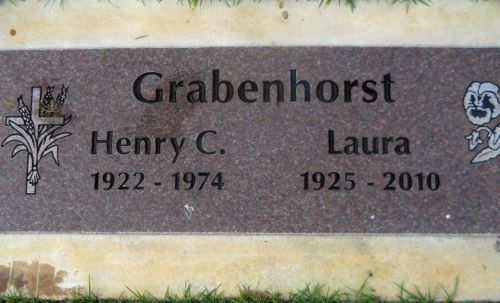 Grabenhorst
Henry C.
Laura
1922 - 1974
1925 - 2010